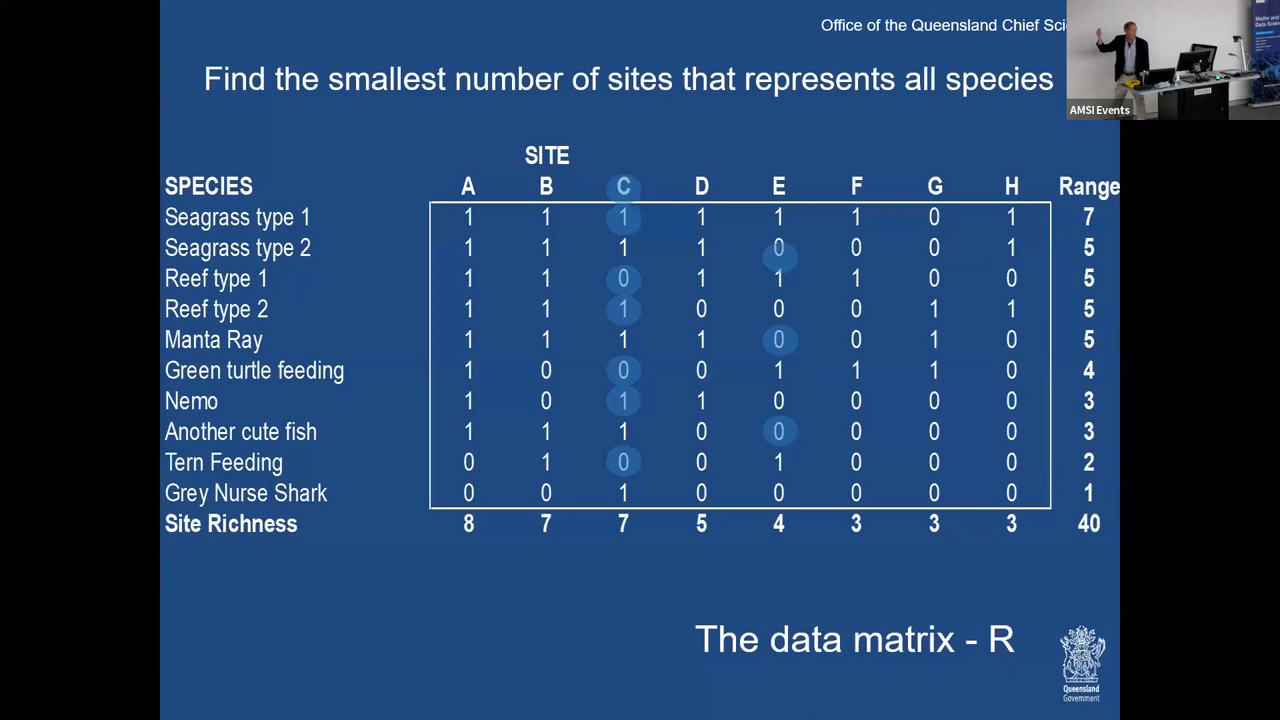 Office of the Queensland Chief Sci
Find the smallest number of sites that represents all species
AMSI Events
SITE
SPECIES A B C D E F G H Range
Seagrass type 1 1 1 1 1 1 1 0 1 7
Seagrass type 2 1 1 1 1 0 0 0 1 5
Reef type 1 1 1 0 1 1 1 0 0 5
Reef type 2 1 1 1 0 0 0 1 1 5
Manta Ray 1 1 1 1 0 0 1 0 5
Green turtle feeding 1 0 0 0 1 1 1 0 4
Nemo 1 0 1 1 0 0 0 0 3
Another cute fish 1 1 1 0 0 0 0 0 3
Tern Feeding 0 1 0 0 1 0 0 0 2
Grey Nurse Shark 0 0 1 0 0 0 0 0 1
Site Richness 8 7 7 5 4 3 3 3 40
The data matrix - R
Queensland
Government